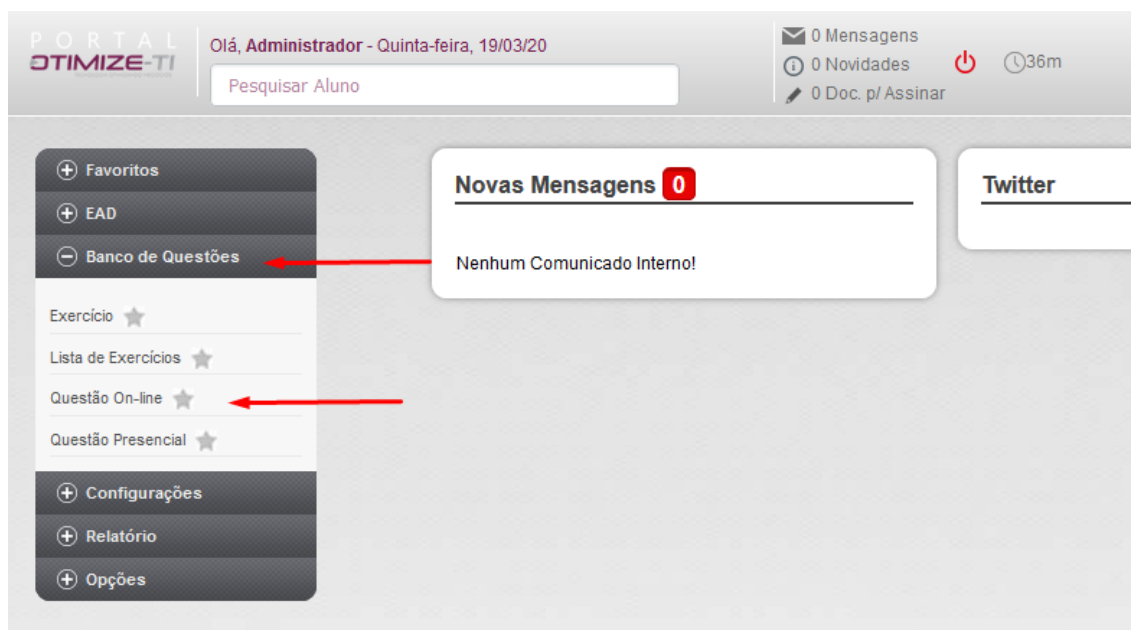 PORTAL
OTIMIZE-TI
Olá, Administrador - Quinta-feira, 19/03/20
Pesquisar Aluno
0 Mensagens
0 Novidades
0 Doc. p/ Assinar
36m
Favoritos
EAD
Banco de Questões
Exercício
Lista de Exercícios
Questão On-line
Questão Presencial
Configurações
Relatório
Opções
Novas Mensagens 0
Nenhum Comunicado Interno!
Twitter